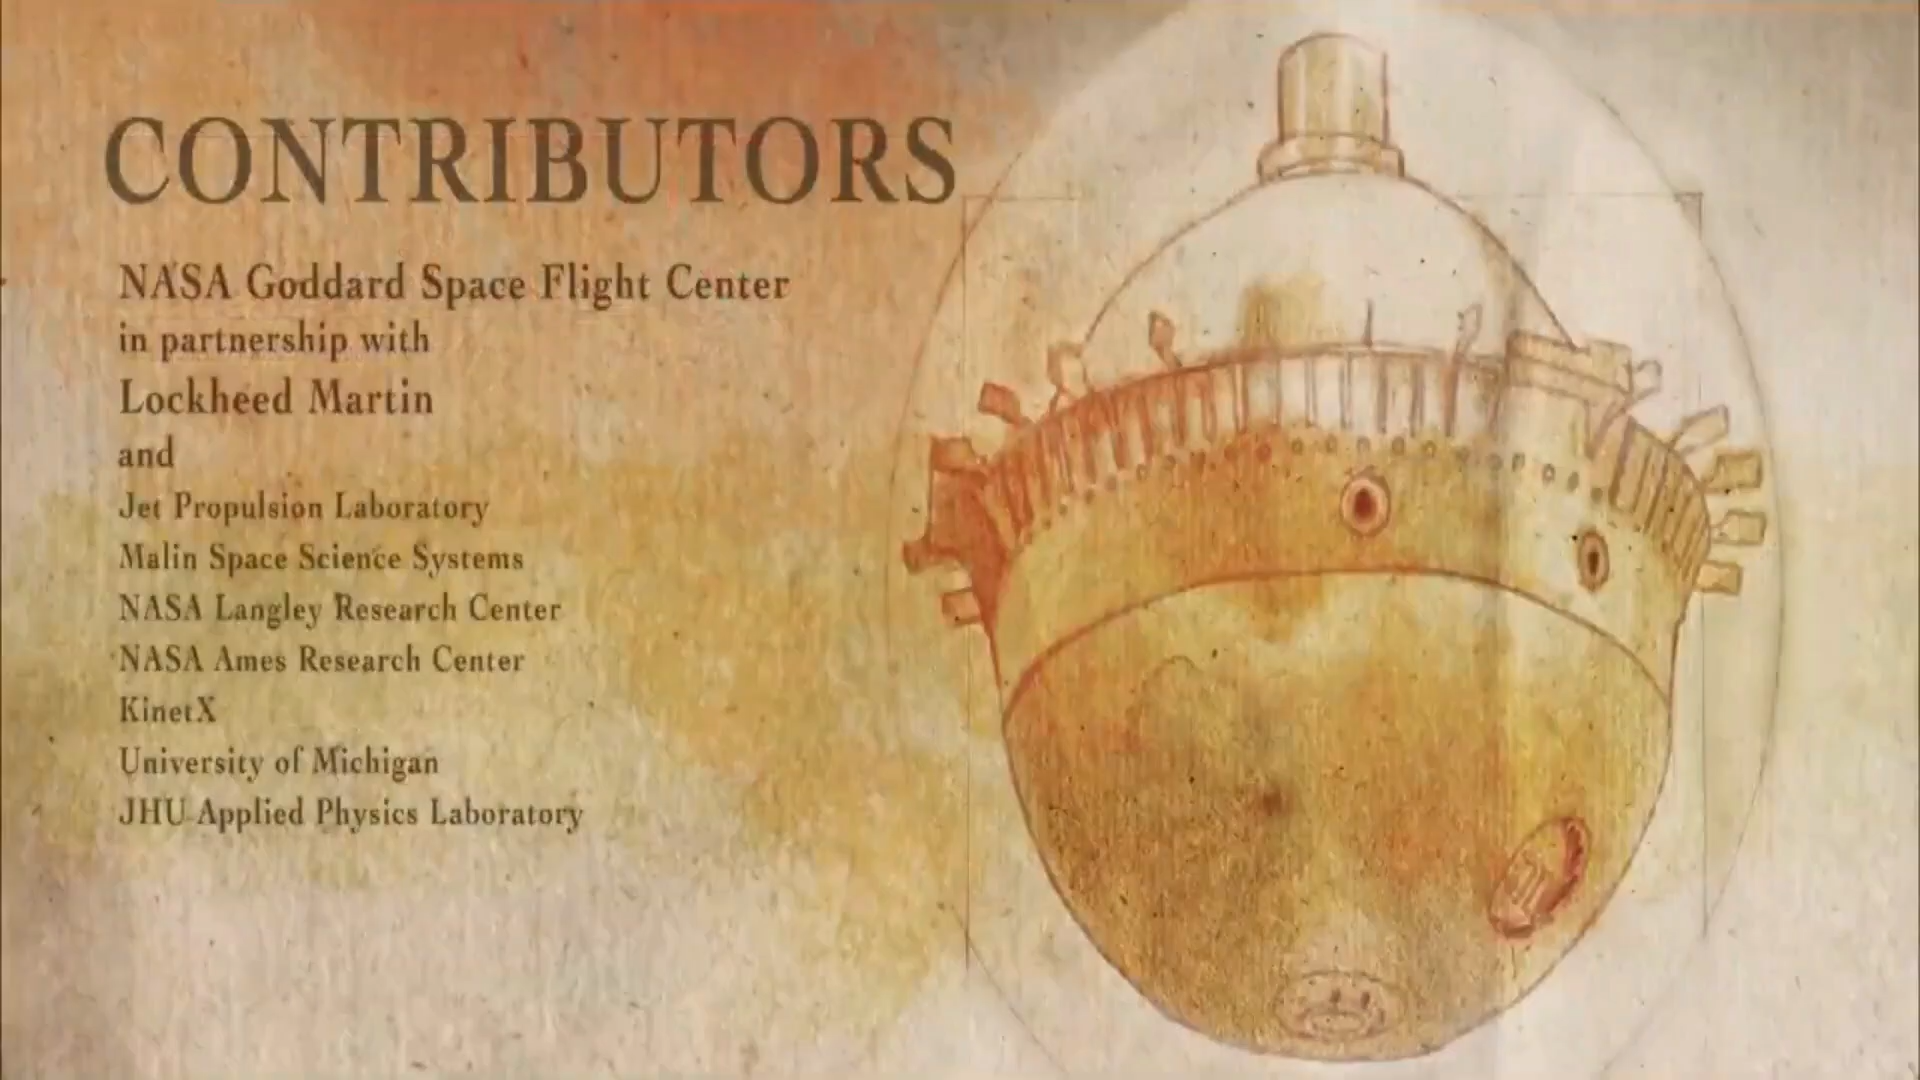 CONTRIBUTORS
NASA Goddard Space Flight Center
in partnership with
Lockheed Martin
and
Jet Propulsion Laboratory
Malin Space Science Systems
NASA Langley Research Center
NASA Ames Research Center
KinetX
University of Michigan
JHU Applied Physics Laboratory